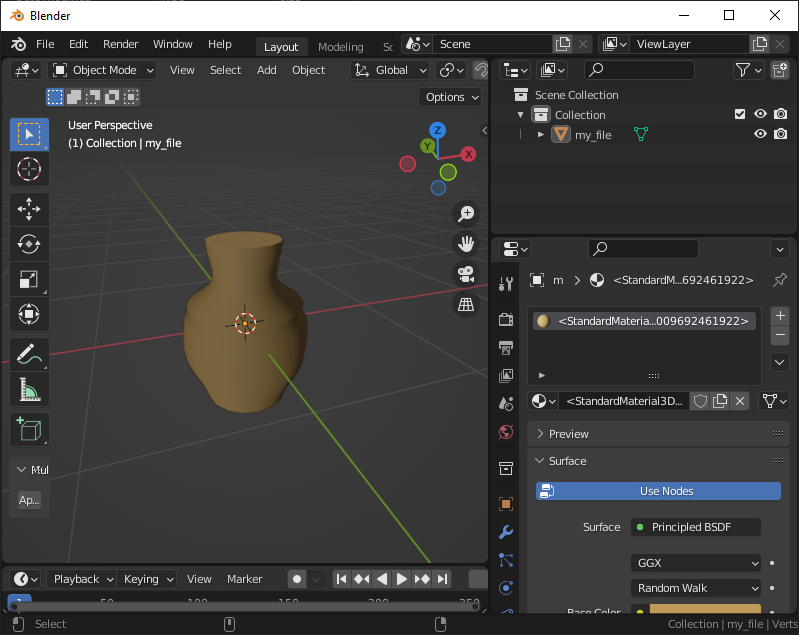 Blender
File Edit Render Window Help Layout Modeling Sc Scene ViewLayer
Object Mode View Select Add Object Global
Options
User Perspective
(1) Collection | my_file
Z
Y
X
Mul
Ap...
Playback Keying View Marker
1 50 100 150 200 250
Scene Collection
Collection
my_file
m <StandardM...692461922>
<StandardMateria...009692461922>
<StandardMaterial3D...
Preview
Surface
Use Nodes
Surface Principled BSDF
GGX
Random Walk
Base Color
Select
Collection | my_file | Verts